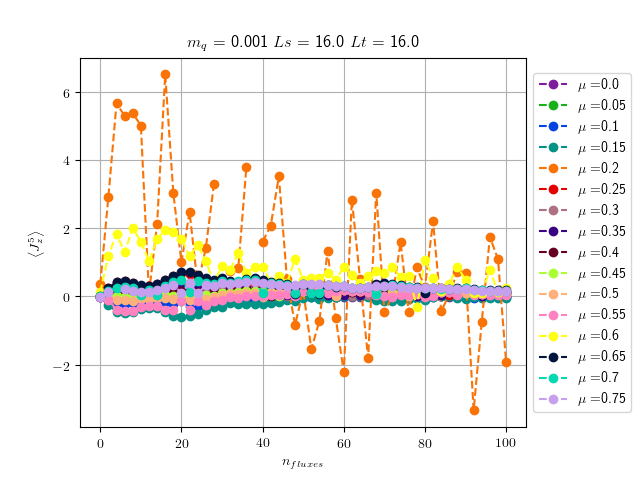 m_q = 0.001 Ls = 16.0 Lt = 16.0
6
4
2
0
−2
⟨J_z^5⟩
0 20 40 60 80 100
n_{fluxes}
μ =0.0
μ =0.05
μ =0.1
μ =0.15
μ =0.2
μ =0.25
μ =0.3
μ =0.35
μ =0.4
μ =0.45
μ =0.5
μ =0.55
μ =0.6
μ =0.65
μ =0.7
μ =0.75